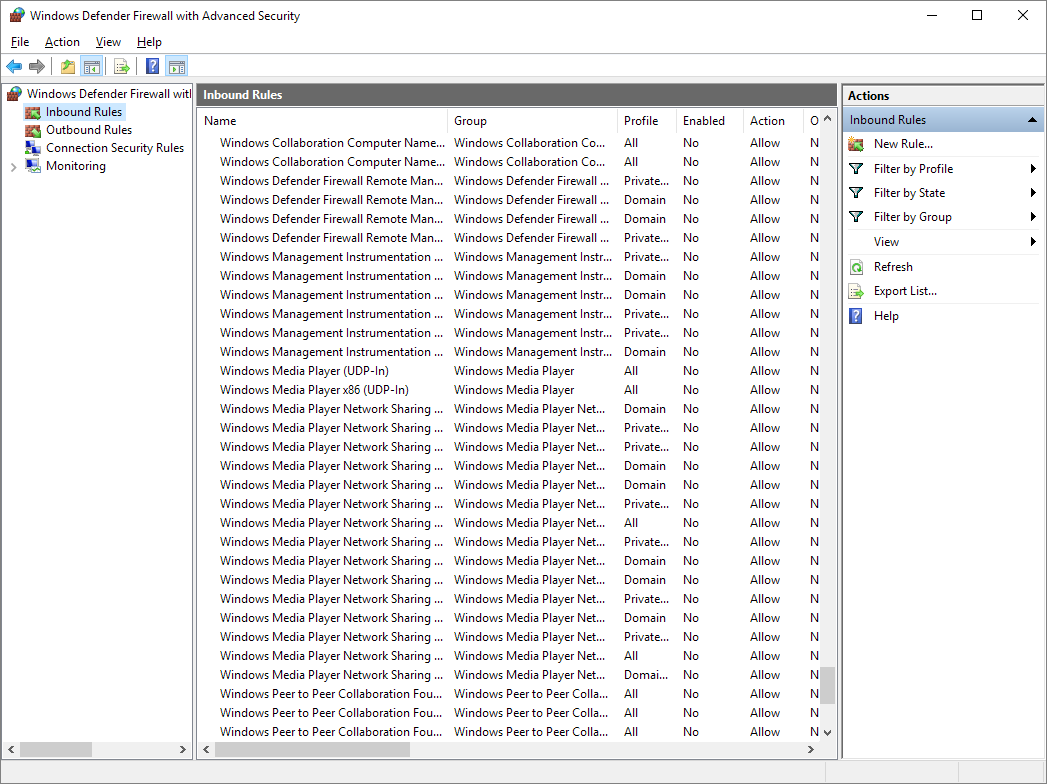 Windows Defender Firewall with Advanced Security
File Action View Help
Windows Defender Firewall with
Inbound Rules
Outbound Rules
Connection Security Rules
Monitoring
Inbound Rules
Name Group Profile Enabled Action O
Windows Collaboration Computer Name... Windows Collaboration Co... All No Allow N
Windows Collaboration Computer Name... Windows Collaboration Co... All No Allow N
Windows Defender Firewall Remote Man... Windows Defender Firewall ... Private... No Allow N
Windows Defender Firewall Remote Man... Windows Defender Firewall ... Domain No Allow N
Windows Defender Firewall Remote Man... Windows Defender Firewall ... Domain No Allow N
Windows Defender Firewall Remote Man... Windows Defender Firewall ... Private... No Allow N
Windows Management Instrumentation ... Windows Management Instr... Private... No Allow N
Windows Management Instrumentation ... Windows Management Instr... Domain No Allow N
Windows Management Instrumentation ... Windows Management Instr... Domain No Allow N
Windows Management Instrumentation ... Windows Management Instr... Private... No Allow N
Windows Management Instrumentation ... Windows Management Instr... Private... No Allow N
Windows Management Instrumentation ... Windows Management Instr... Domain No Allow N
Windows Media Player (UDP-In) Windows Media Player All No Allow N
Windows Media Player x86 (UDP-In) Windows Media Player All No Allow N
Windows Media Player Network Sharing ... Windows Media Player Net... Domain No Allow N
Windows Media Player Network Sharing ... Windows Media Player Net... Private... No Allow N
Windows Media Player Network Sharing ... Windows Media Player Net... Private... No Allow N
Windows Media Player Network Sharing ... Windows Media Player Net... Domain No Allow N
Windows Media Player Network Sharing ... Windows Media Player Net... Domain No Allow N
Windows Media Player Network Sharing ... Windows Media Player Net... Private... No Allow N
Windows Media Player Network Sharing ... Windows Media Player Net... All No Allow N
Windows Media Player Network Sharing ... Windows Media Player Net... Private... No Allow N
Windows Media Player Network Sharing ... Windows Media Player Net... Domain No Allow N
Windows Media Player Network Sharing ... Windows Media Player Net... Domain No Allow N
Windows Media Player Network Sharing ... Windows Media Player Net... Private... No Allow N
Windows Media Player Network Sharing ... Windows Media Player Net... Domain No Allow N
Windows Media Player Network Sharing ... Windows Media Player Net... Private... No Allow N
Windows Media Player Network Sharing ... Windows Media Player Net... All No Allow N
Windows Media Player Network Sharing ... Windows Media Player Net... Domai... No Allow N
Windows Peer to Peer Collaboration Fou... Windows Peer to Peer Colla... All No Allow N
Windows Peer to Peer Collaboration Fou... Windows Peer to Peer Colla... All No Allow N
Windows Peer to Peer Collaboration Fou... Windows Peer to Peer Colla... All No Allow N
Actions
Inbound Rules
New Rule...
Filter by Profile
Filter by State
Filter by Group
View
Refresh
Export List...
Help